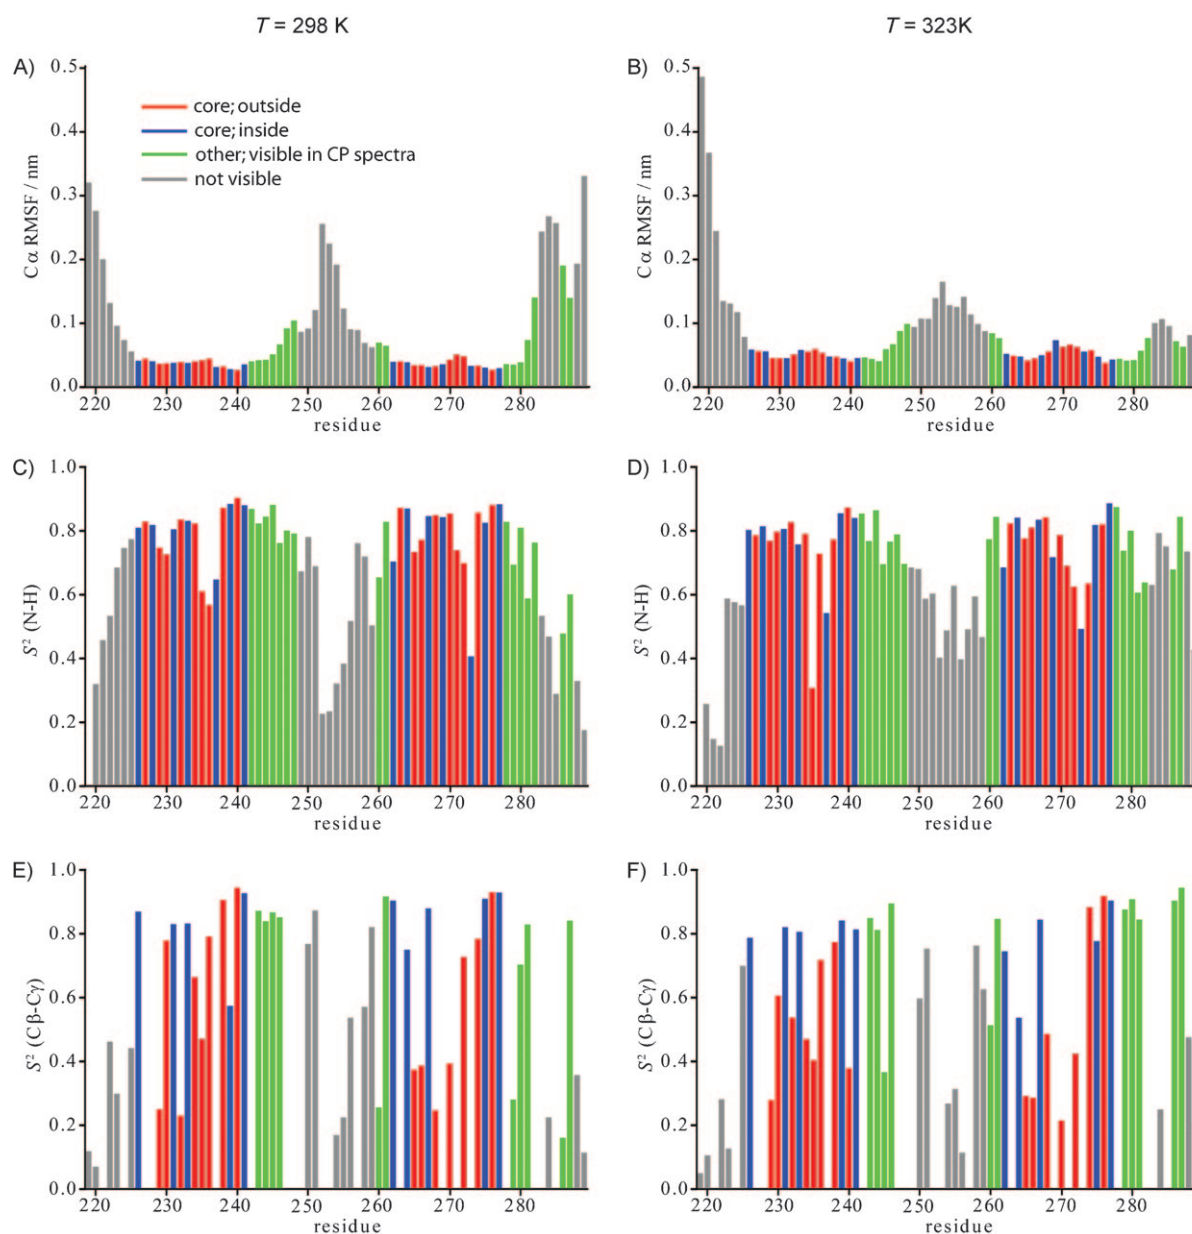 T = 298 K
T = 323K
A)
Cα RMSF / nm
0.5
0.4
0.3
0.2
0.1
0.0
core; outside
core; inside
other; visible in CP spectra
not visible
220 230 240 250 260 270 280
residue
B)
Cα RMSF / nm
0.5
0.4
0.3
0.2
0.1
0.0
220 230 240 250 260 270 280
residue
C)
S² (N-H)
1.0
0.8
0.6
0.4
0.2
0.0
220 230 240 250 260 270 280
residue
D)
S² (N-H)
1.0
0.8
0.6
0.4
0.2
0.0
220 230 240 250 260 270 280
residue
E)
S² (Cβ-Cγ)
1.0
0.8
0.6
0.4
0.2
0.0
220 230 240 250 260 270 280
residue
F)
S² (Cβ-Cγ)
1.0
0.8
0.6
0.4
0.2
0.0
220 230 240 250 260 270 280
residue